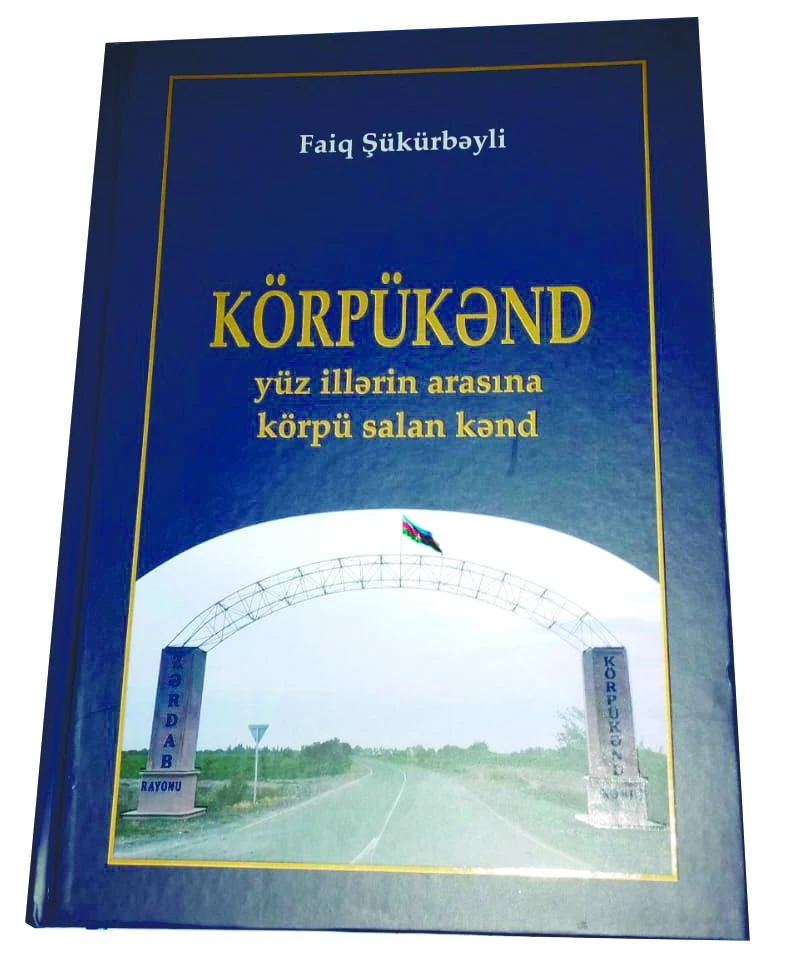 Faiq Şükürbəyli
KÖRPÜKƏND
yüz illərin arasına
körpü salan kənd
ZƏRDAB
RAYONU
KÖRPÜKƏND